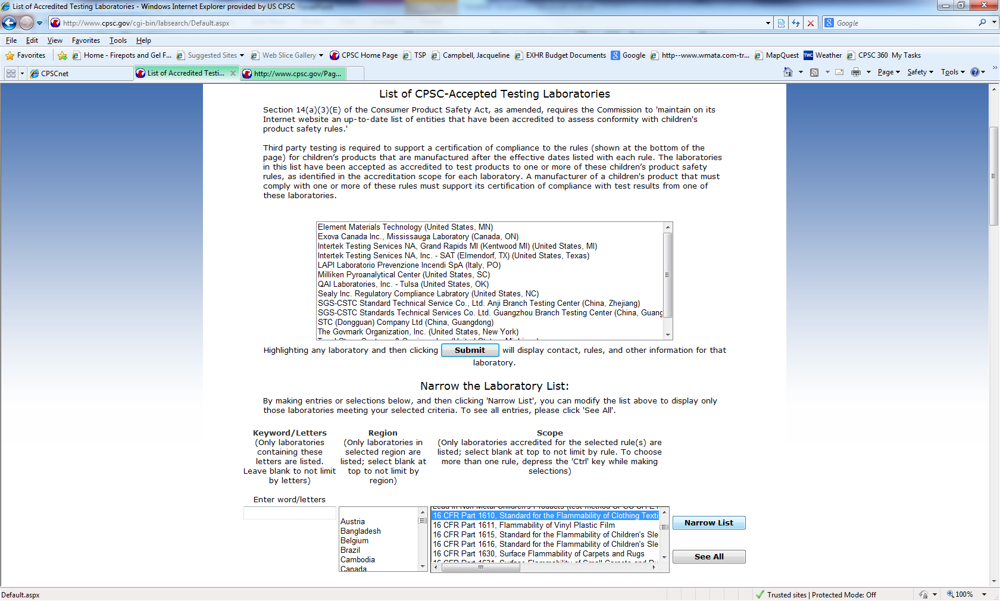 List of Accredited Testing Laboratories - Windows Internet Explorer provided by US CPSC
http://www.cpsc.gov/cgi-bin/labsearch/Default.aspx
Google
File Edit View Favorites Tools Help
Favorites Home - Firepots and Gel F... Suggested Sites Web Slice Gallery CPSC Home Page TSP Campbell, Jacqueline EXHR Budget Documents Google http--www.wmata.com-tr... MapQuest TWC Weather CPSC 360 My Tasks
CPSCnet List of Accredited Testi... http://www.cpsc.gov/Pag... Page Safety Tools
List of CPSC-Accepted Testing Laboratories
Section 14(a)(3)(E) of the Consumer Product Safety Act, as amended, requires the Commission to 'maintain on its
Internet website an up-to-date list of entities that have been accredited to assess conformity with children's
product safety rules.'
Third party testing is required to support a certification of compliance to the rules (shown at the bottom of the
page) for children’s products that are manufactured after the effective dates listed with each rule. The laboratories
in this list have been accepted as accredited to test products to one or more of these children’s product safety
rules, as identified in the accreditation scope for each laboratory. A manufacturer of a children's product that must
comply with one or more of these rules must support its certification of compliance with test results from one of
these laboratories.
Element Materials Technology (United States, MN)
Exova Canada Inc., Mississauga Laboratory (Canada, ON)
Intertek Testing Services NA, Grand Rapids MI (Kentwood MI) (United States, MI)
Intertek Testing Services NA, Inc. - SAT (Elmendorf, TX) (United States, Texas)
LAPI Laboratorio Prevenzione Incendi SpA (Italy, PO)
Milliken Pyroanalytical Center (United States, SC)
QAI Laboratories, Inc. - Tulsa (United States, OK)
Sealy Inc. Regulatory Compliance Labratory (United States, NC)
SGS-CSTC Standard Technical Service Co., Ltd. Anji Branch Testing Center (China, Zhejiang)
SGS-CSTC Standards Technical Services Co. Ltd. Guangzhou Branch Testing Center (China, Guang
STC (Dongguan) Company Ltd (China, Guangdong)
The Govmark Organization, Inc. (United States, New York)
Highlighting any laboratory and then clicking Submit will display contact, rules, and other information for that
laboratory.
Narrow the Laboratory List:
By making entries or selections below, and then clicking 'Narrow List', you can modify the list above to display only
those laboratories meeting your selected criteria. To see all entries, please click 'See All'.
Keyword/Letters
(Only laboratories
containing these
letters are listed.
Leave blank to not limit
by letters)
Region
(Only laboratories in
selected region are
listed; select blank at
top to not limit by
region)
Scope
(Only laboratories accredited for the selected rule(s) are
listed; select blank at top to not limit by rule. To choose
more than one rule, depress the 'Ctrl' key while making
selections)
Enter word/letters
Austria
Bangladesh
Belgium
Brazil
Cambodia
Canada
16 CFR Part 1610, Standard for the Flammability of Clothing Texti
16 CFR Part 1611, Flammability of Vinyl Plastic Film
16 CFR Part 1615, Standard for the Flammability of Children's Sle
16 CFR Part 1616, Standard for the Flammability of Children's Sle
16 CFR Part 1630, Surface Flammability of Carpets and Rugs
Narrow List
See All
Default.aspx
Trusted sites | Protected Mode: Off
100%